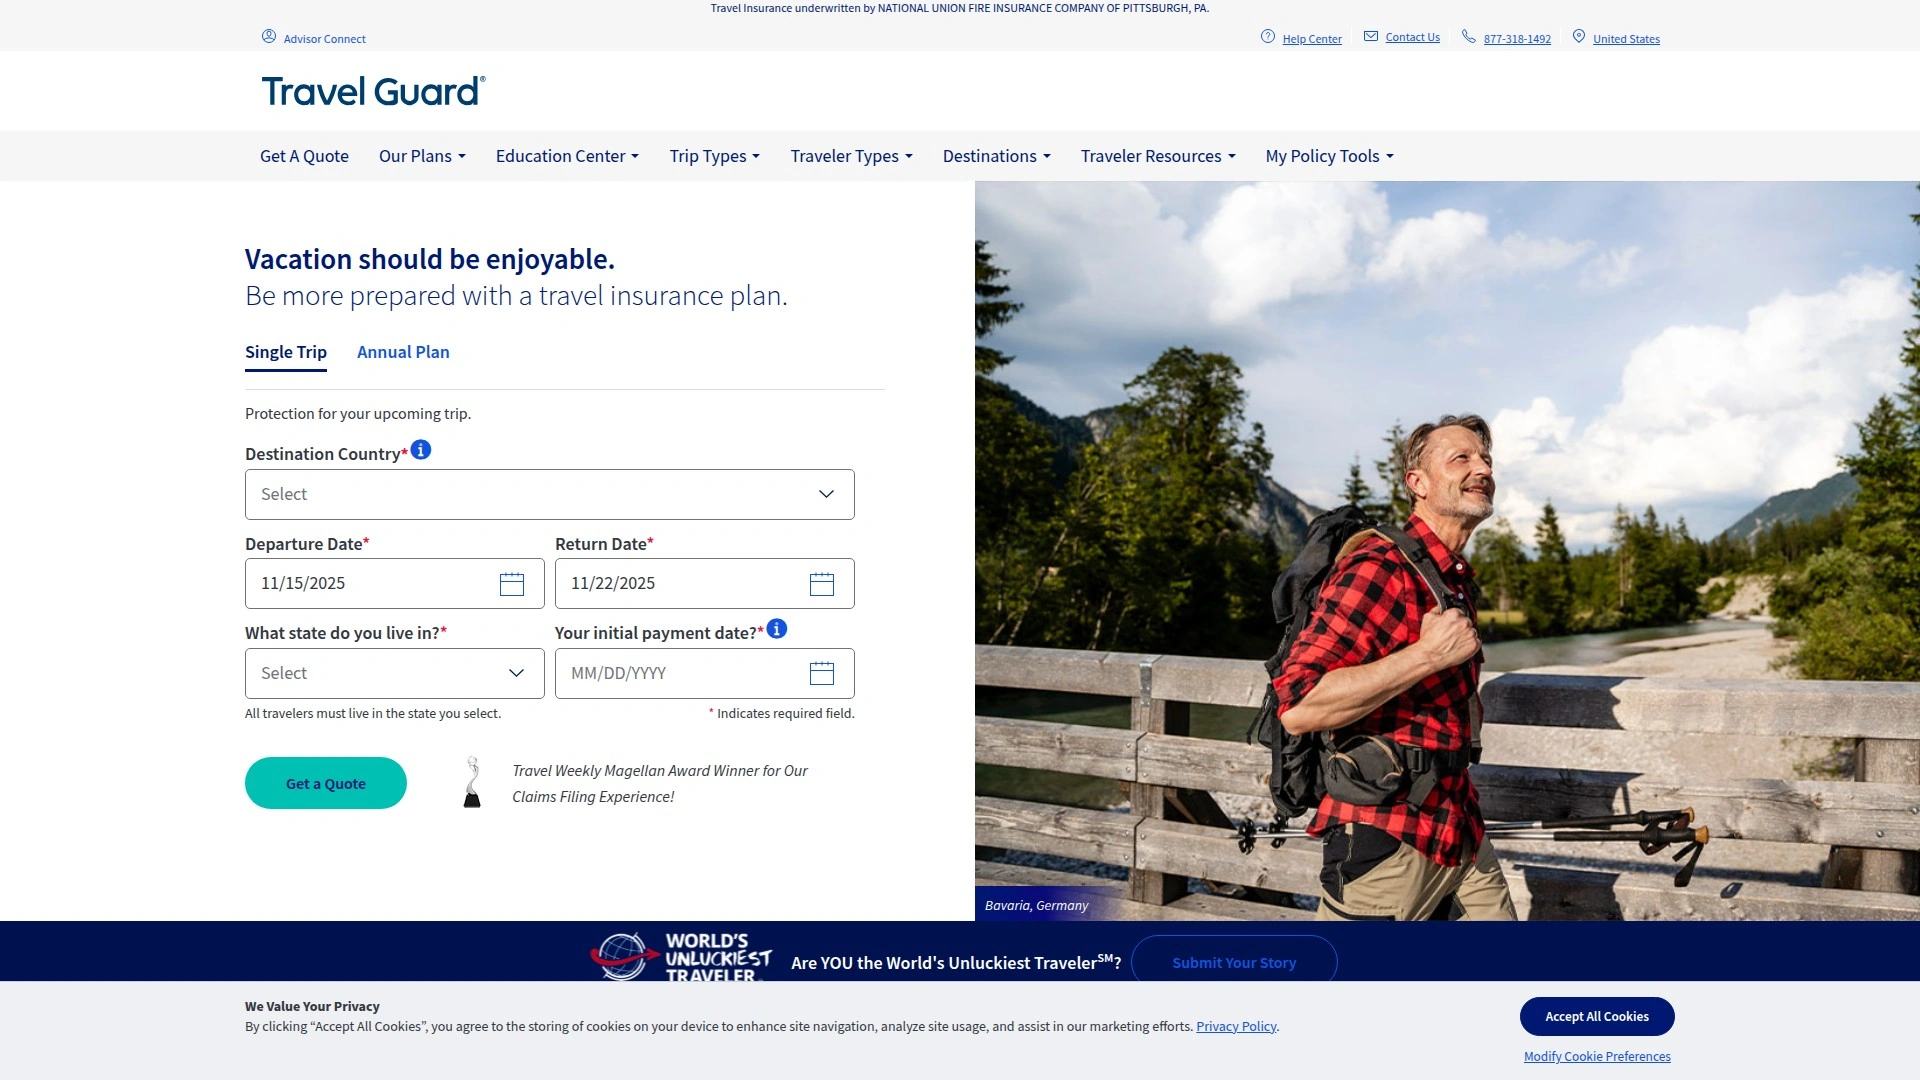 Travel Insurance underwritten by NATIONAL UNION FIRE INSURANCE COMPANY OF PITTSBURGH, PA.
Advisor Connect
Help Center
Contact Us
877-318-1492
United States
Travel Guard®
Get A Quote
Our Plans
Education Center
Trip Types
Traveler Types
Destinations
Traveler Resources
My Policy Tools
Vacation should be enjoyable.
Be more prepared with a travel insurance plan.
Single Trip
Annual Plan
Protection for your upcoming trip.
Destination Country*
Select
Departure Date*
Return Date*
11/15/2025
11/22/2025
What state do you live in?*
Your initial payment date?*
Select
MM/DD/YYYY
All travelers must live in the state you select.
* Indicates required field.
Get a Quote
Travel Weekly Magellan Award Winner for Our
Claims Filing Experience!
Bavaria, Germany
WORLD'S
UNLUCKIEST
TRAVELER
Are YOU the World's Unluckiest Traveler℠?
Submit Your Story
We Value Your Privacy
By clicking “Accept All Cookies”, you agree to the storing of cookies on your device to enhance site navigation, analyze site usage, and assist in our marketing efforts. Privacy Policy.
Accept All Cookies
Modify Cookie Preferences